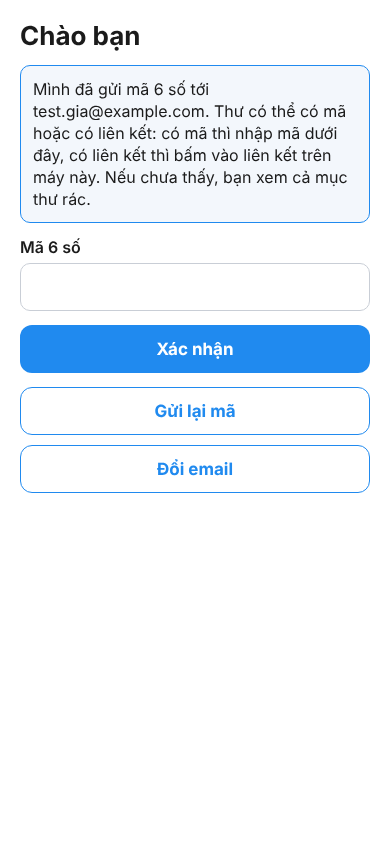 Chào bạn
Mình đã gửi mã 6 số tới
test.gia@example.com. Thư có thể có mã
hoặc có liên kết: có mã thì nhập mã dưới
đây, có liên kết thì bấm vào liên kết trên
máy này. Nếu chưa thấy, bạn xem cả mục
thư rác.
Mã 6 số
Xác nhận
Gửi lại mã
Đổi email